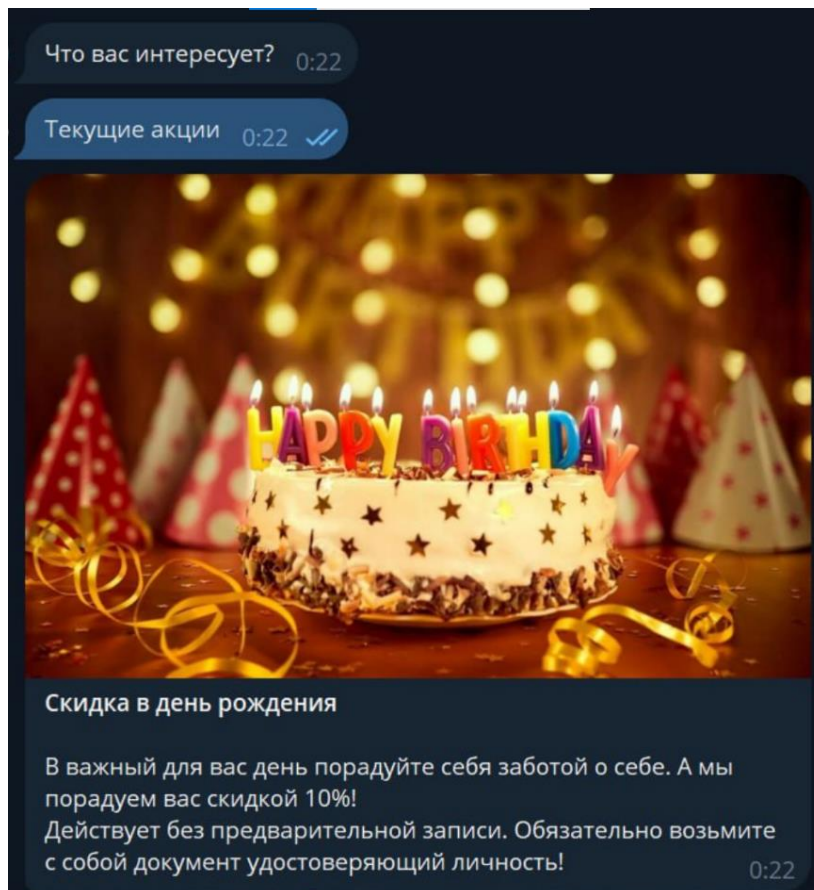 Что вас интересует? 0:22
Текущие акции 0:22
HAPPY BIRTHDAY
HAPPY BIRTHDAY
Скидка в день рождения
В важный для вас день порадуйте себя заботой о себе. А мы
порадуем вас скидкой 10%!
Действует без предварительной записи. Обязательно возьмите
с собой документ удостоверяющий личность!
0:22